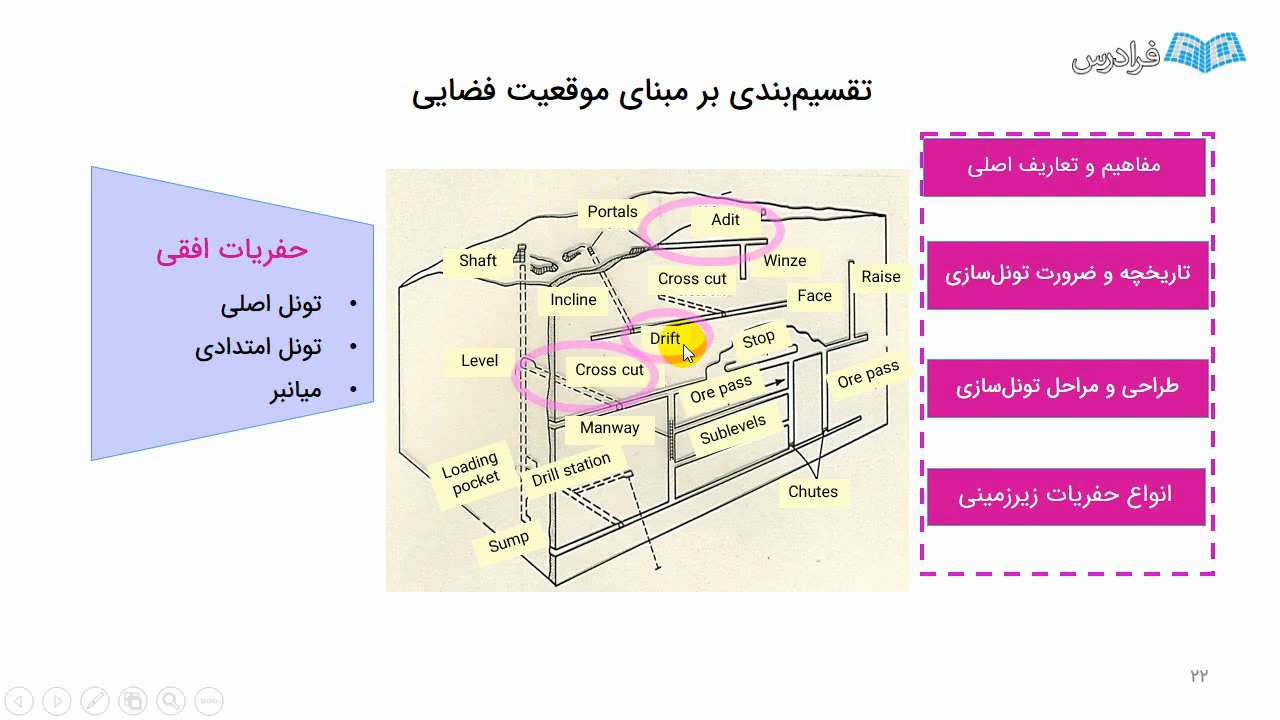 فرادرس
تقسیم‌بندی بر مبنای موقعیت فضایی
مفاهیم و تعاریف اصلی
تاریخچه و ضرورت تونل‌سازی
طراحی و مراحل تونل‌سازی
انواع حفریات زیرزمینی
Portals
Adit
Shaft
Winze
Cross cut
Raise
Incline
Face
Drift
Stop
Level
Cross cut
Ore pass
Ore pass
Manway
Sublevels
Loading
pocket
Drill station
Chutes
Sump
حفریات افقی
• تونل اصلی
• تونل امتدادی
• میانبر
۲۲